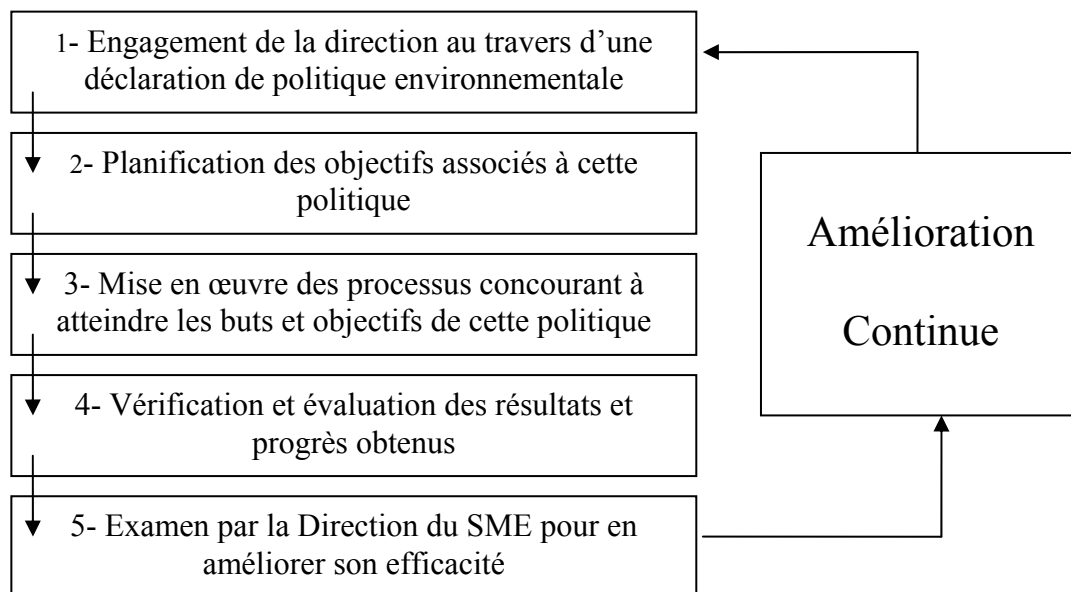 1- Engagement de la direction au travers d’une
déclaration de politique environnementale
2- Planification des objectifs associés à cette
politique
3- Mise en œuvre des processus concourant à
atteindre les buts et objectifs de cette politique
4- Vérification et évaluation des résultats et
progrès obtenus
5- Examen par la Direction du SME pour en
améliorer son efficacité
Amélioration
Continue